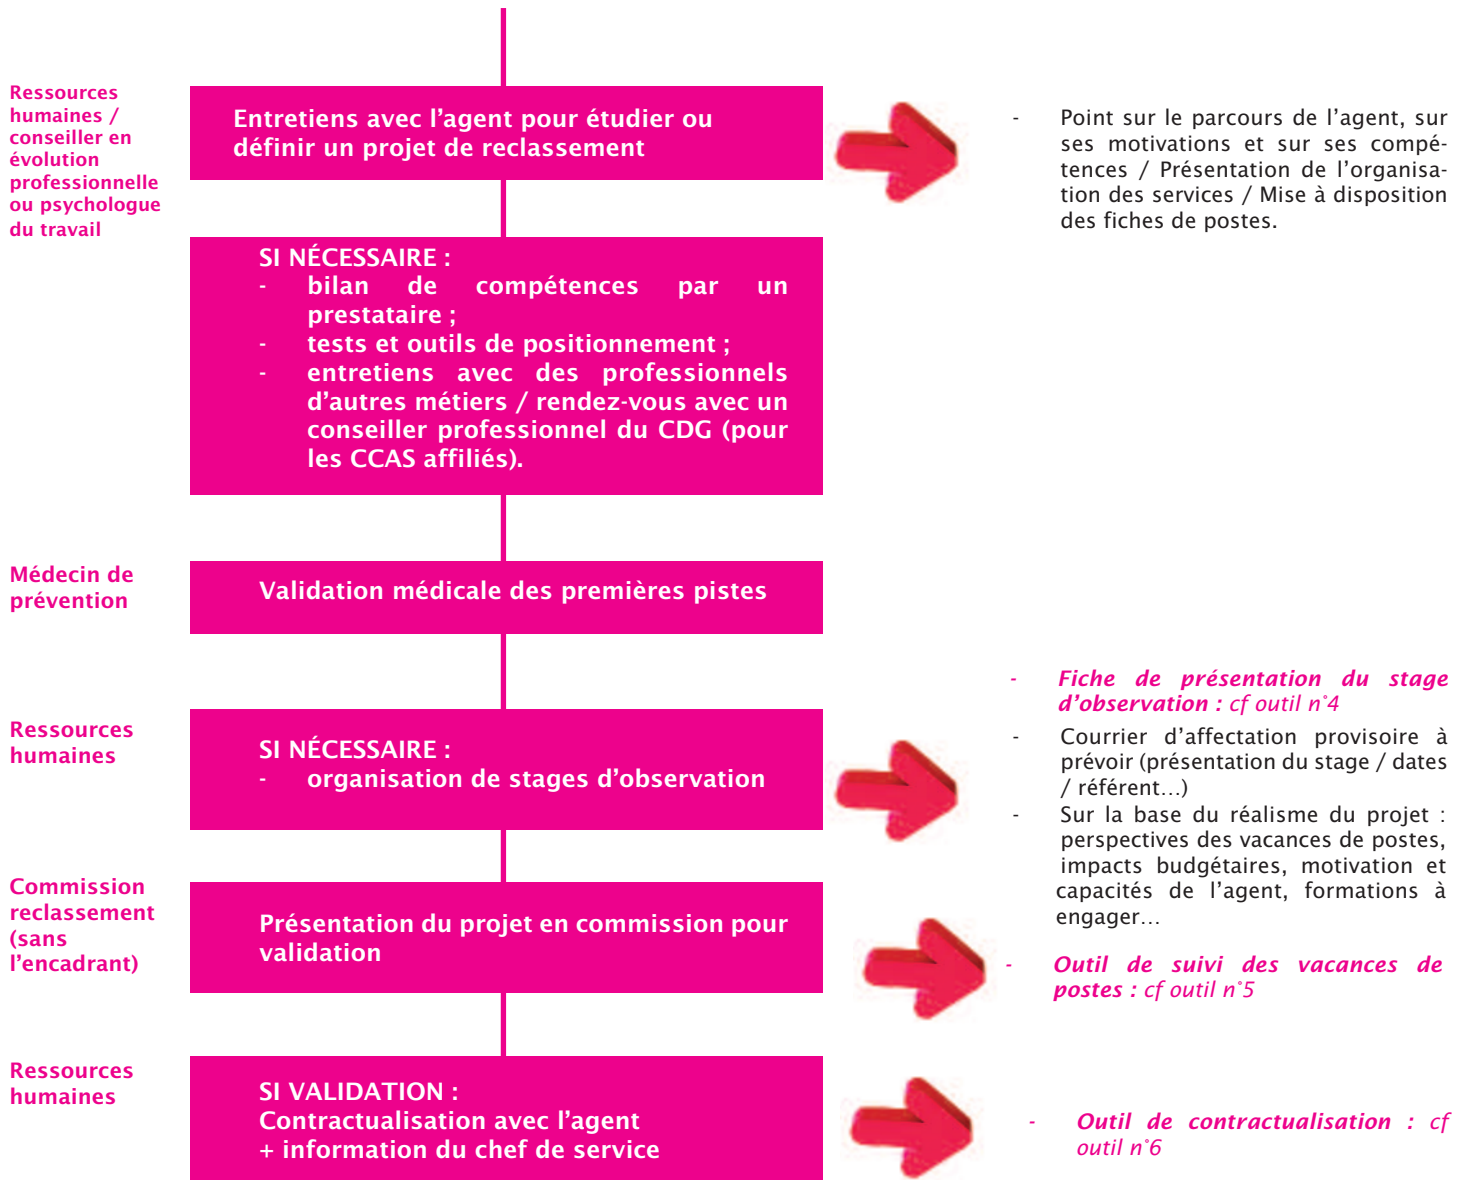 Ressources
humaines /
conseiller en
évolution
professionnelle
ou psychologue
du travail
Entretiens avec l’agent pour étudier ou
définir un projet de reclassement
-	Point sur le parcours de l’agent, sur
ses motivations et sur ses compé-
tences / Présentation de l’organisa-
tion des services / Mise à disposition
des fiches de postes.
SI NÉCESSAIRE :
-	bilan de compétences par un
prestataire ;
-	tests et outils de positionnement ;
-	entretiens avec des professionnels
d’autres métiers / rendez-vous avec un
conseiller professionnel du CDG (pour
les CCAS affiliés).
Médecin de
prévention
Validation médicale des premières pistes
Ressources
humaines
SI NÉCESSAIRE :
-	organisation de stages d’observation
-	Fiche de présentation du stage
d’observation : cf outil n°4
-	Courrier d’affectation provisoire à
prévoir (présentation du stage / dates
/ référent…)
-	Sur la base du réalisme du projet :
perspectives des vacances de postes,
impacts budgétaires, motivation et
capacités de l’agent, formations à
engager…
Commission
reclassement
(sans
l’encadrant)
Présentation du projet en commission pour
validation
-	Outil de suivi des vacances de
postes : cf outil n°5
Ressources
humaines
SI VALIDATION :
Contractualisation avec l’agent
+ information du chef de service
-	Outil de contractualisation : cf
outil n°6